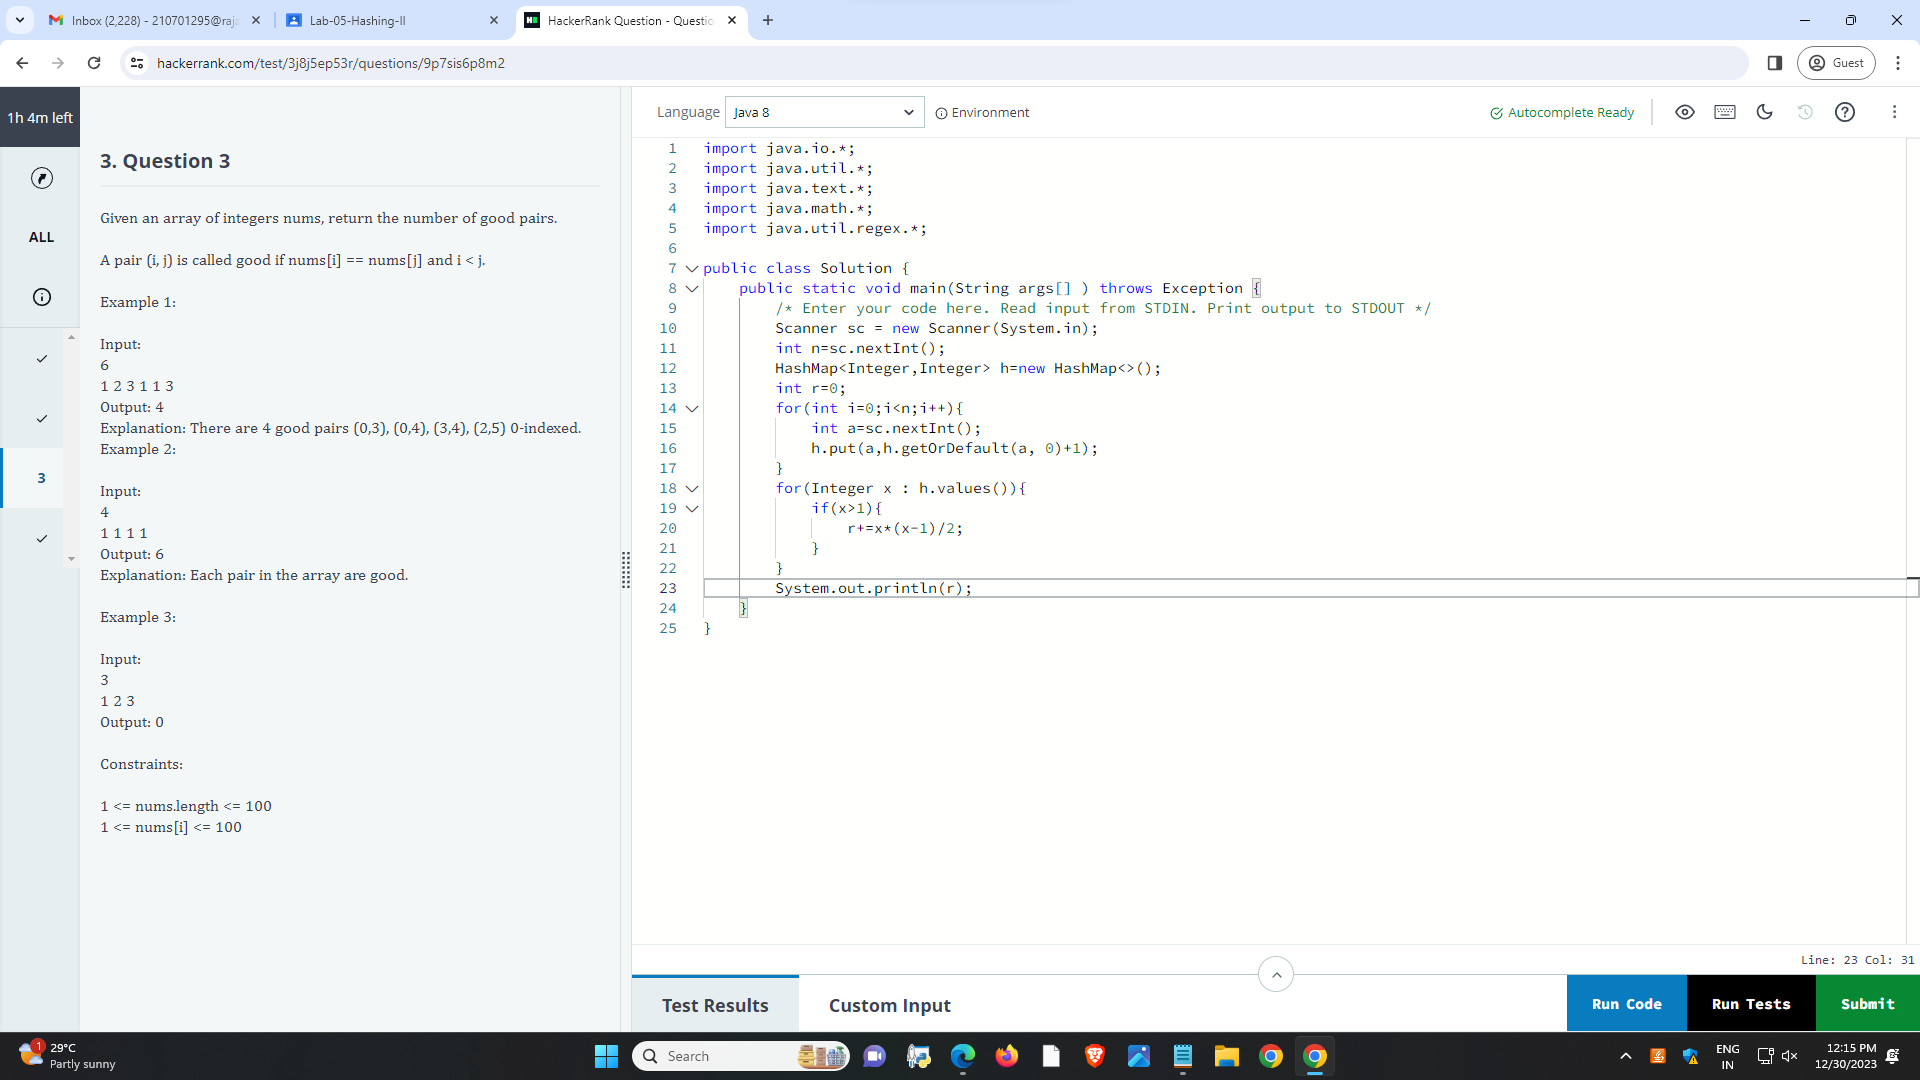 Inbox (2,228) - 210701295@raja
Lab-05-Hashing-II
HackerRank Question - Questio
hackerrank.com/test/3j8j5ep53r/questions/9p7sis6p8m2
Guest
1h 4m left
ALL
3
3. Question 3
Given an array of integers nums, return the number of good pairs.
A pair (i, j) is called good if nums[i] == nums[j] and i < j.
Example 1:
Input:
6
1 2 3 1 1 3
Output: 4
Explanation: There are 4 good pairs (0,3), (0,4), (3,4), (2,5) 0-indexed.
Example 2:
Input:
4
1 1 1 1
Output: 6
Explanation: Each pair in the array are good.
Example 3:
Input:
3
1 2 3
Output: 0
Constraints:
1 <= nums.length <= 100
1 <= nums[i] <= 100
Language
Java 8
Environment
Autocomplete Ready
1 import java.io.*;
2 import java.util.*;
3 import java.text.*;
4 import java.math.*;
5 import java.util.regex.*;
6
7 public class Solution {
8 public static void main(String args[] ) throws Exception {
9 /* Enter your code here. Read input from STDIN. Print output to STDOUT */
10 Scanner sc = new Scanner(System.in);
11 int n=sc.nextInt();
12 HashMap<Integer,Integer> h=new HashMap<>();
13 int r=0;
14 for(int i=0;i<n;i++){
15 int a=sc.nextInt();
16 h.put(a,h.getOrDefault(a, 0)+1);
17 }
18 for(Integer x : h.values()){
19 if(x>1){
20 r+=x*(x-1)/2;
21 }
22 }
23 System.out.println(r);
24 }
25 }
Line: 23 Col: 31
Test Results
Custom Input
Run Code
Run Tests
Submit
1
29°C
Partly sunny
Search
ENG
IN
12:15 PM
12/30/2023